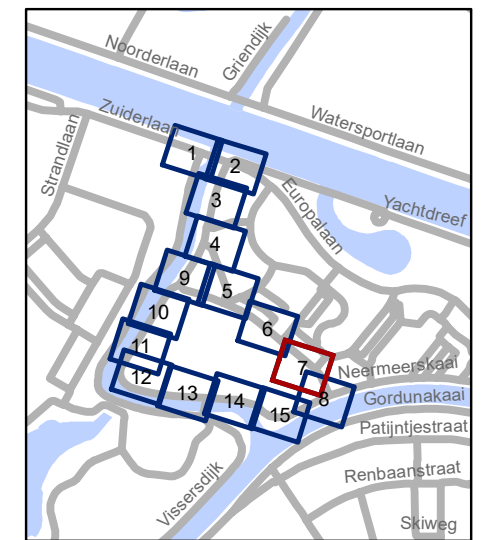 Noorderlaan
Griendijk
Watersportlaan
Zuiderlaan
Strandlaan
1
2
Europalaan
3
Yachtdreef
4
9
5
10
6
11
7
Neermeerskaai
12
13
14
15
8
Gordunakaai
Patijntjestraat
Renbaanstraat
Vissersdijk
Skiweg